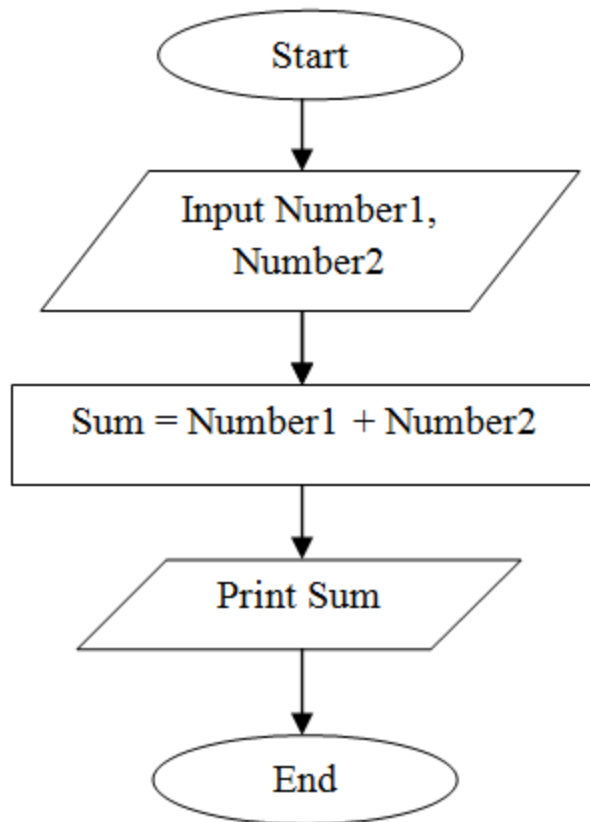 Start
Input Number1,
Number2
Sum = Number1 + Number2
Print Sum
End